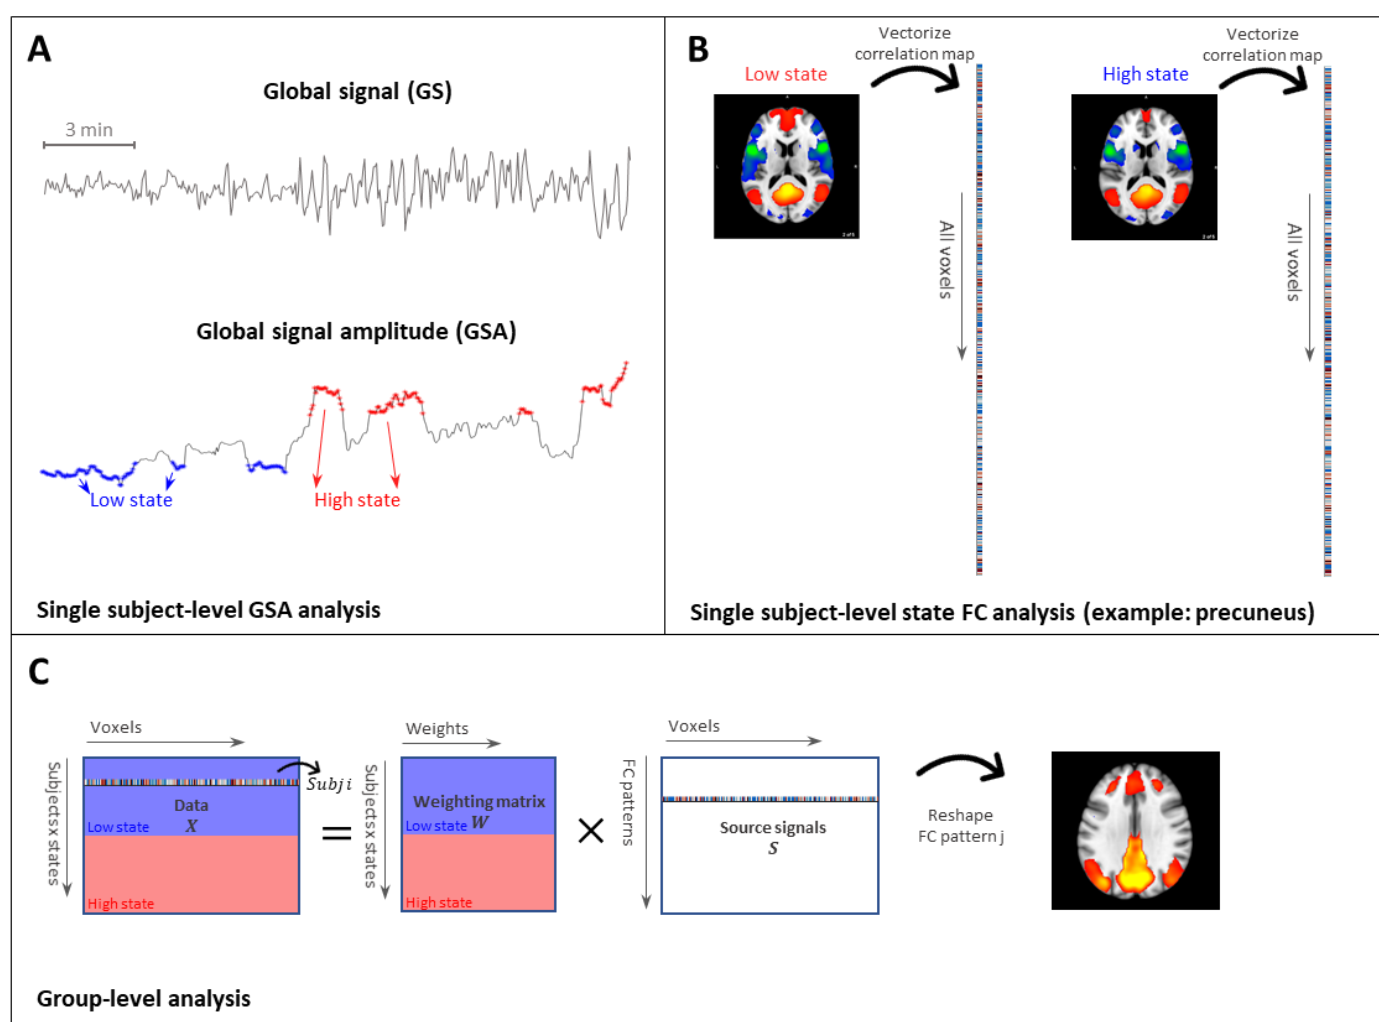 A
Global signal (GS)
3 min
Global signal amplitude (GSA)
Low state
High state
Single subject-level GSA analysis
B
Low state
Vectorize
correlation map
All voxels
High state
Vectorize
correlation map
All voxels
Single subject-level state FC analysis (example: precuneus)
C
Voxels
Subjectsx states
Subji
Data
X
Low state
High state
=
Weights
Subjectsx states
Weighting matrix
Low state W
High state
×
Voxels
FC patterns
Source signals
S
Reshape
FC pattern j
Group-level analysis